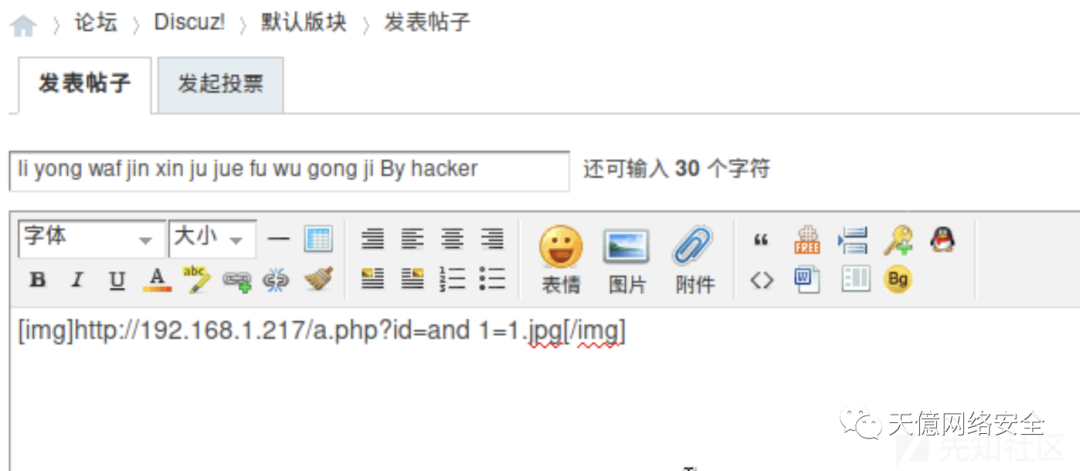 论坛 〉 Discuz! 〉 默认版块 〉 发表帖子
发表帖子 发起投票
li yong waf jin xin ju jue fu wu gong ji By hacker 还可输入 30 个字符
字体 大小
FREE
B I U A abc 表情 图片 附件 <> W Bg
[img]http://192.168.1.217/a.php?id=and 1=1.jpg[/img]
天億网络安全
先知社区